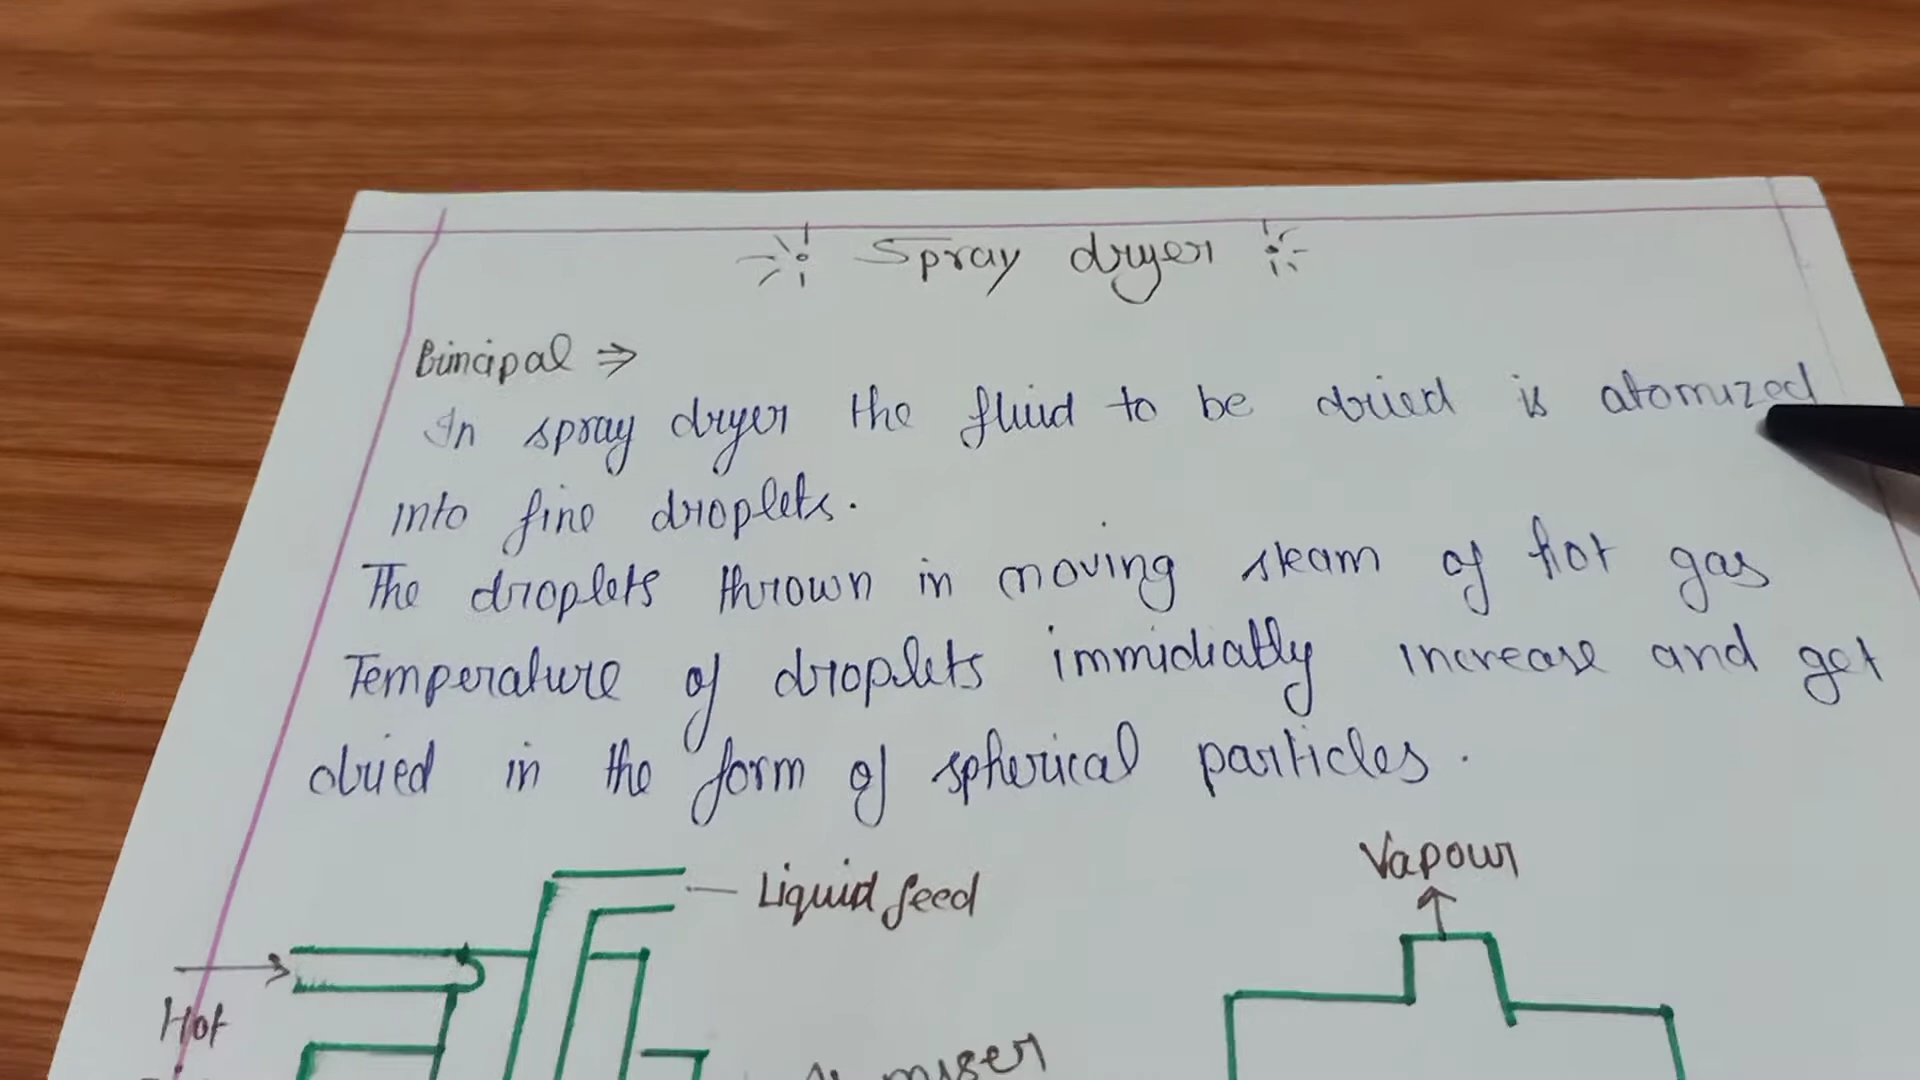 Spray dryer
Principal ⇒
In spray dryer the fluid to be dried is atomized
into fine droplets.
The droplets thrown in moving steam of hot gas
Temperature of droplets immidiatly increase and get
dried in the form of spherical particles.
Vapour
Liquid feed
Hot